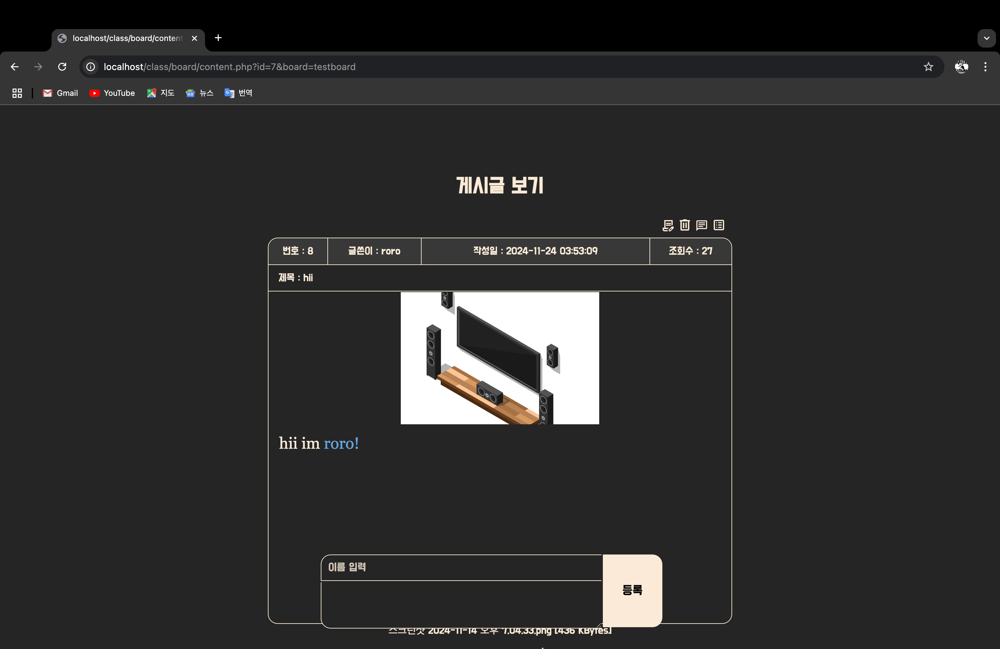 localhost/class/board/content
localhost/class/board/content.php?id=7&board=testboard
Gmail YouTube 지도 뉴스 번역
게시글 보기
번호 : 8 글쓴이 : roro 작성일 : 2024-11-24 03:53:09 조회수 : 27
제목 : hii
hii im roro!
이름 입력
등록
스크린샷 2024-11-14 오후 7.04.33.png [436 KBytes]